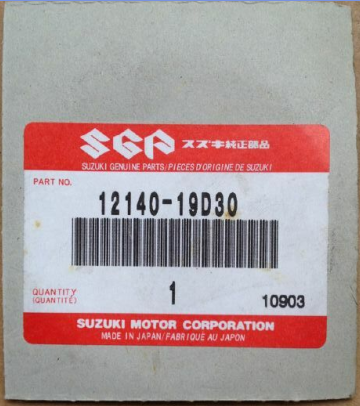 SGP スズキ純正部品
SUZUKI GENUINE PARTS/PIECES D'ORIGINE DE SUZUKI
PART NO.
12140-19D30
QUANTITY
(QUANTITÉ)
1
10903
SUZUKI MOTOR CORPORATION
MADE IN JAPAN/FABRIQUÉ AU JAPON